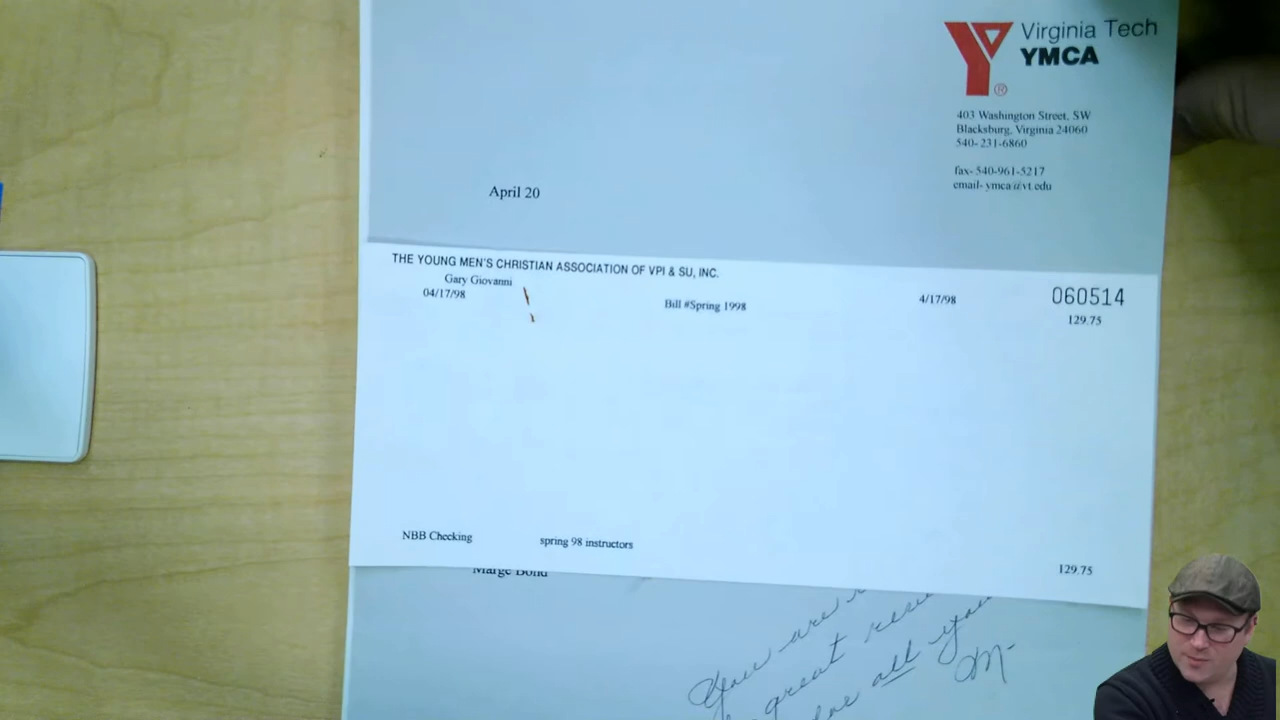 Virginia Tech
YMCA
403 Washington Street, SW
Blacksburg, Virginia 24060
540-231-6860
fax- 540-961-5217
email- ymca@vt.edu
April 20
THE YOUNG MEN'S CHRISTIAN ASSOCIATION OF VPI & SU, INC.
Gary Giovanni
04/17/98 Bill #Spring 1998 4/17/98 060514
129.75
NBB Checking spring 98 instructors 129.75
Marge Bond
You are
great
all you
M-